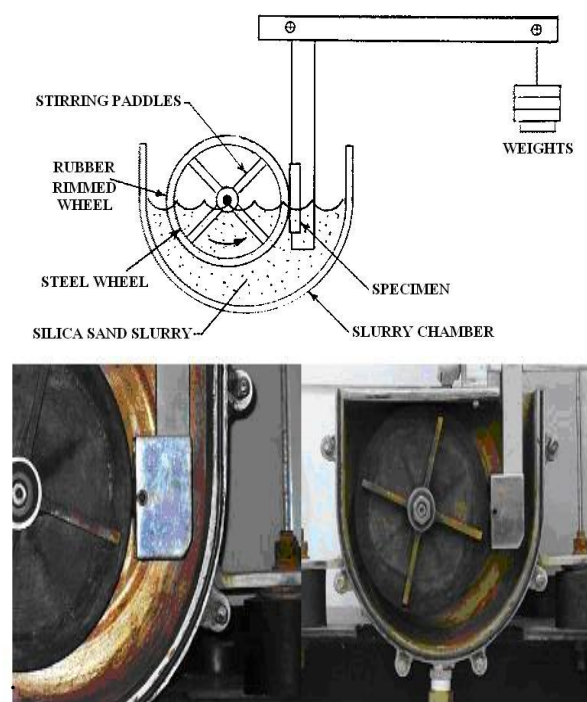 STIRRING PADDLES
WEIGHTS
RUBBER
RIMMED
WHEEL
STEEL WHEEL
SPECIMEN
SILICA SAND SLURRY
SLURRY CHAMBER